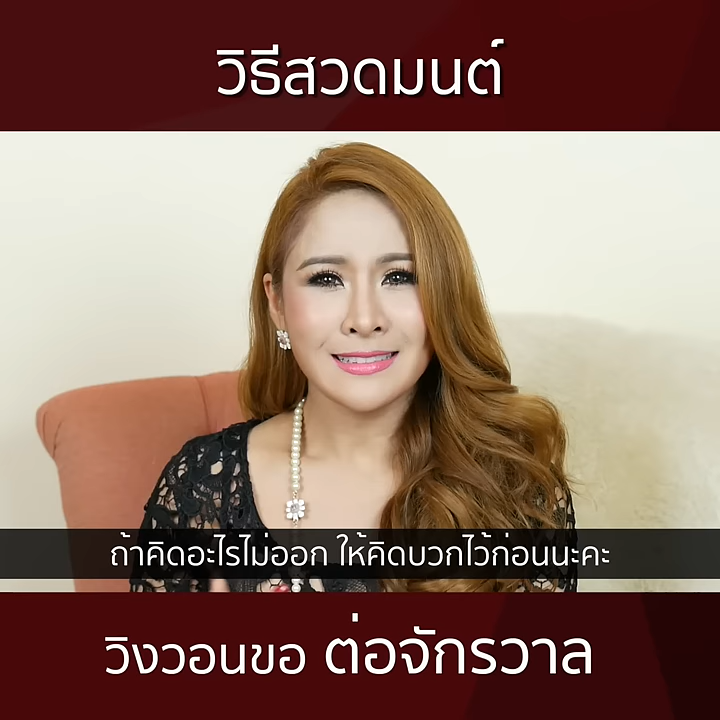 วิธีสวดมนต์
ถ้าคิดอะไรไม่ออก ให้คิดบวกไว้ก่อนนะคะ
วิงวอนขอ ต่อจักรวาล